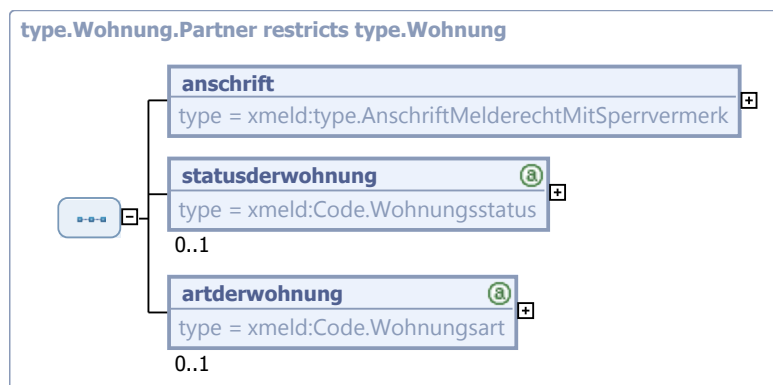 type.Wohnung.Partner restricts type.Wohnung
anschrift
type = xmeld:type.AnschriftMelderechtMitSperrvermerk
statusderwohnung a
type = xmeld:Code.Wohnungsstatus
0..1
artderwohnung a
type = xmeld:Code.Wohnungsart
0..1